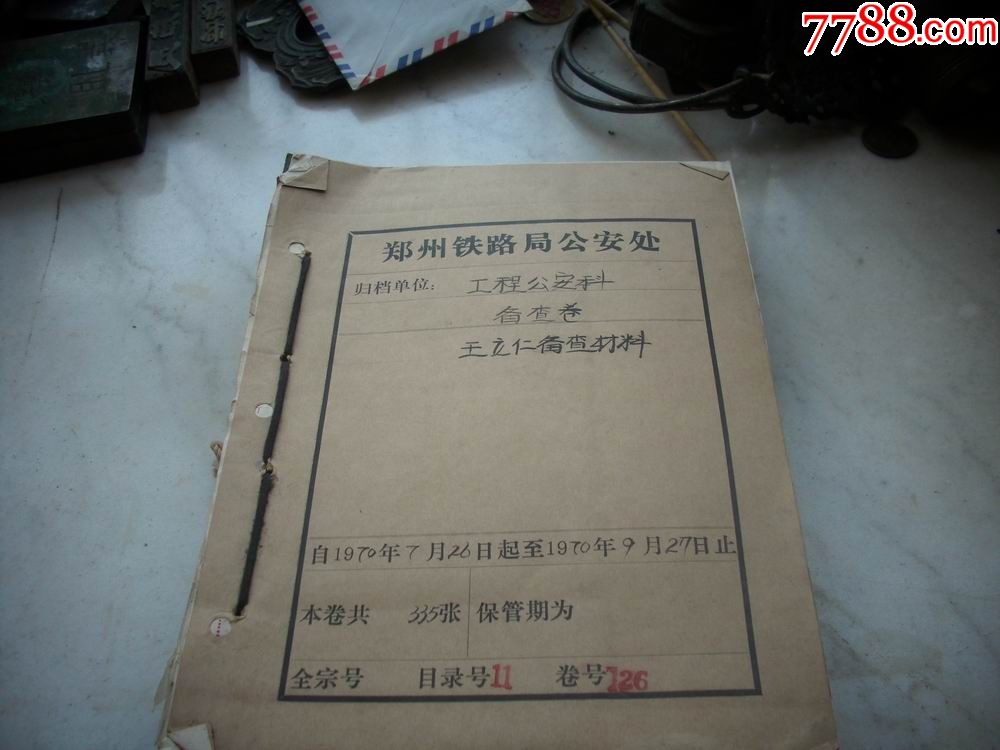 7788.com
郑州铁路局公安处
归档单位: 工程公安科
备查卷
王立仁备查材料
自1970年7月26日起至1970年9月27日止
本卷共 335张 保管期为
全宗号 目录号11 卷号126